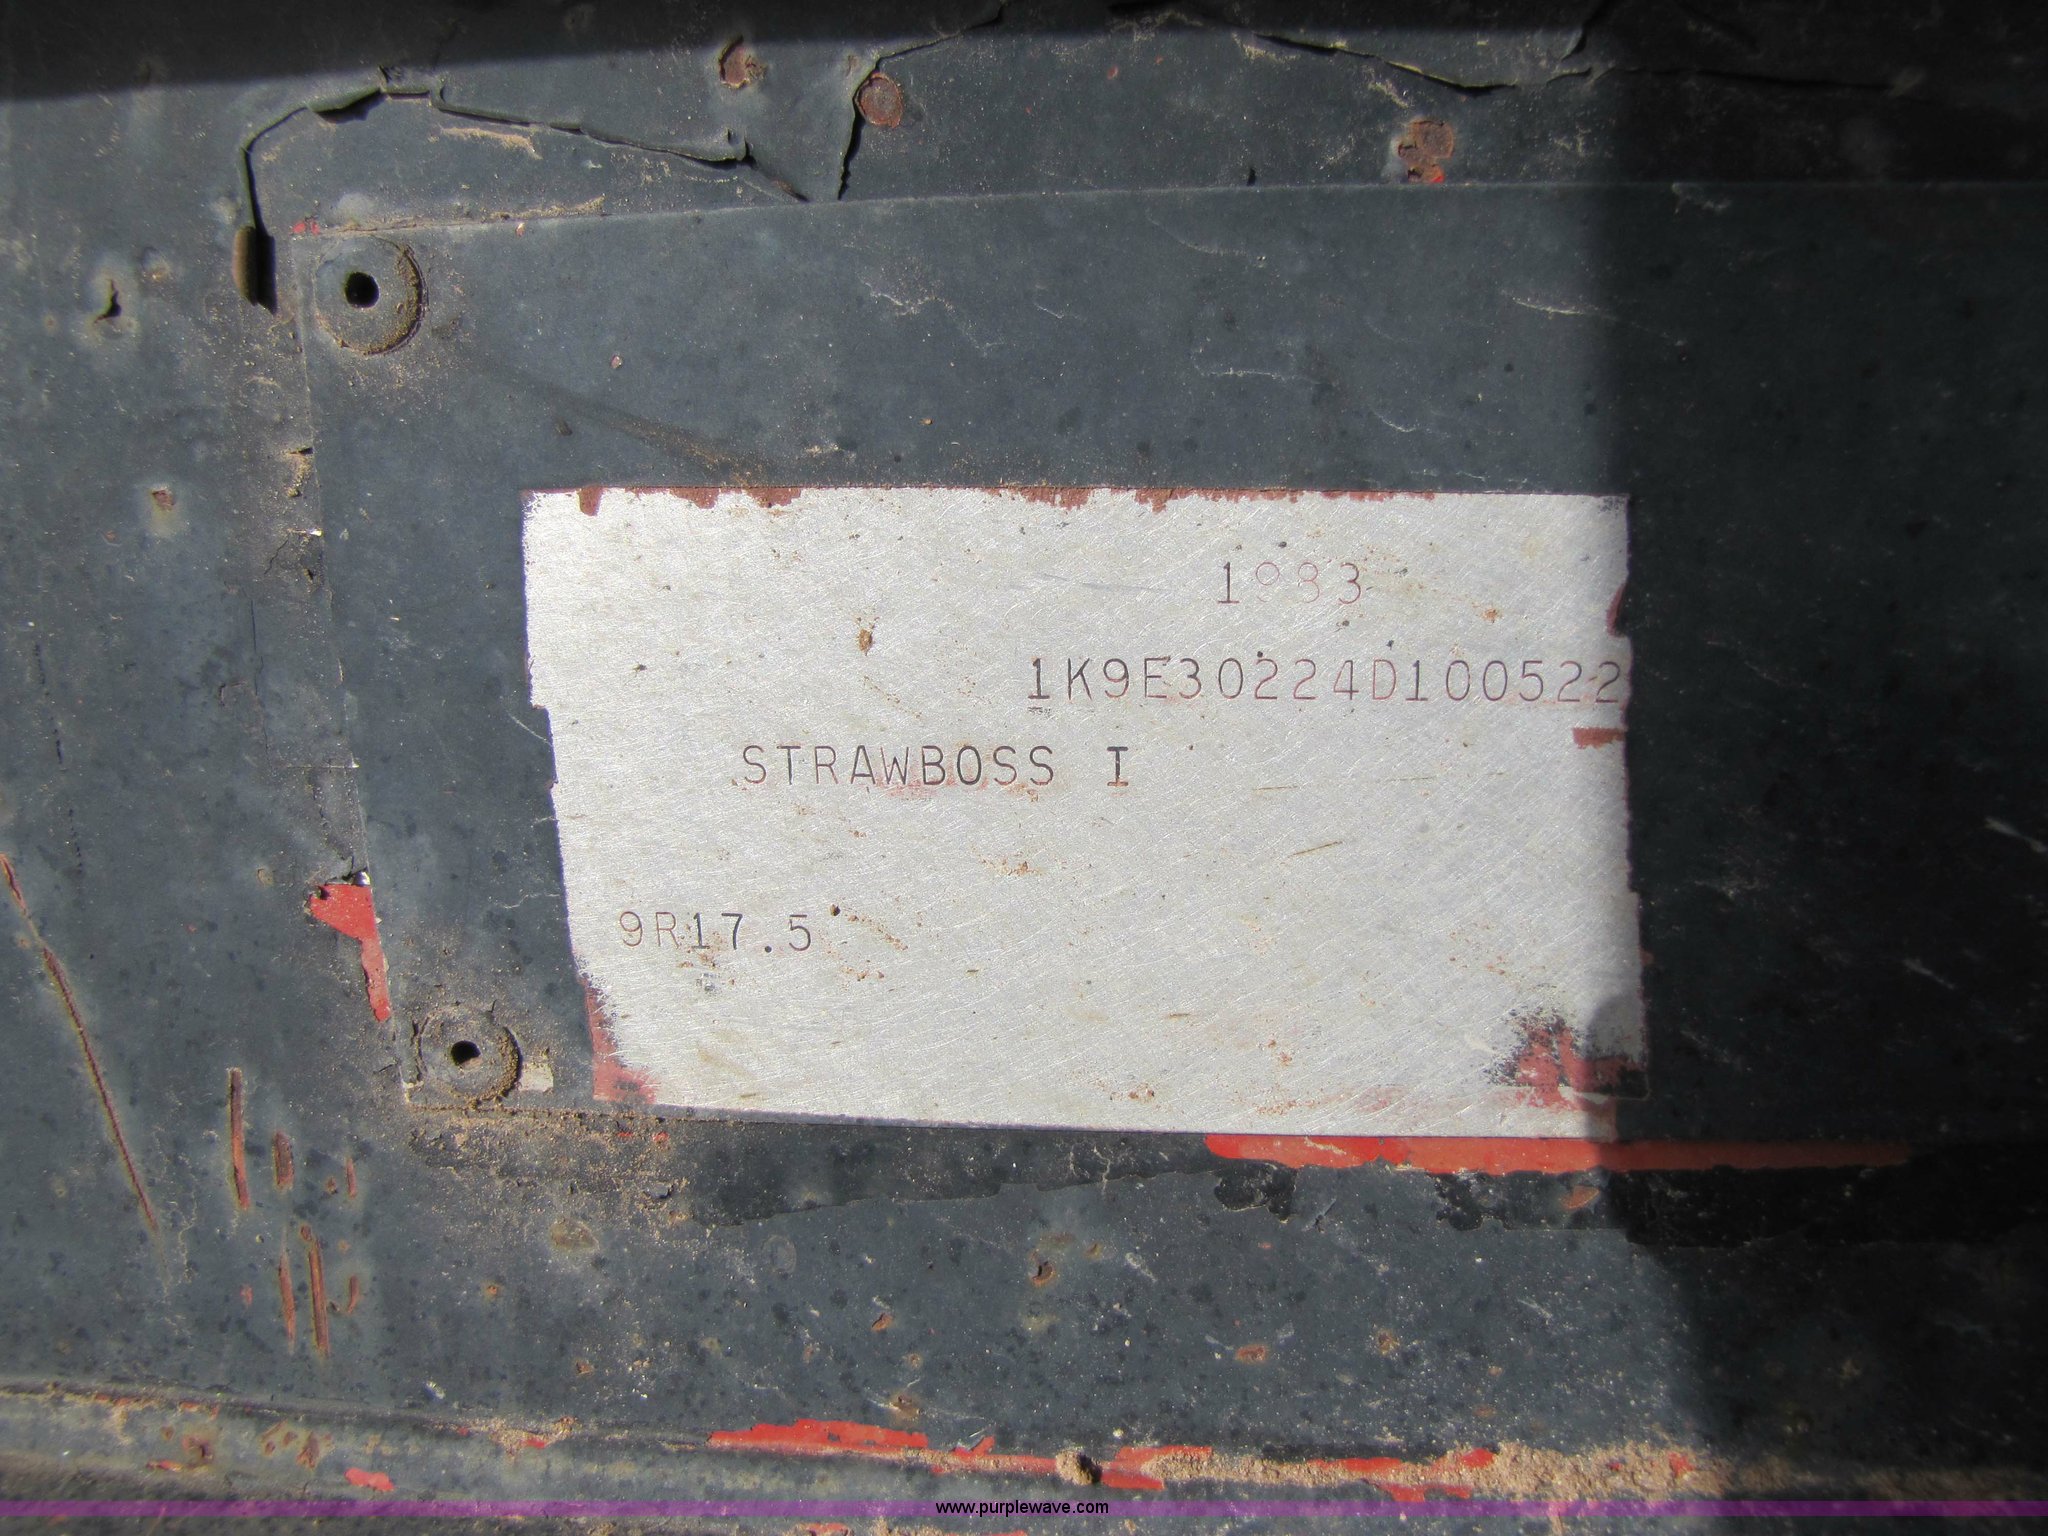 1983
1K9E30224D100522
STRAWBOSS I
9R17.5
www.purplewave.com